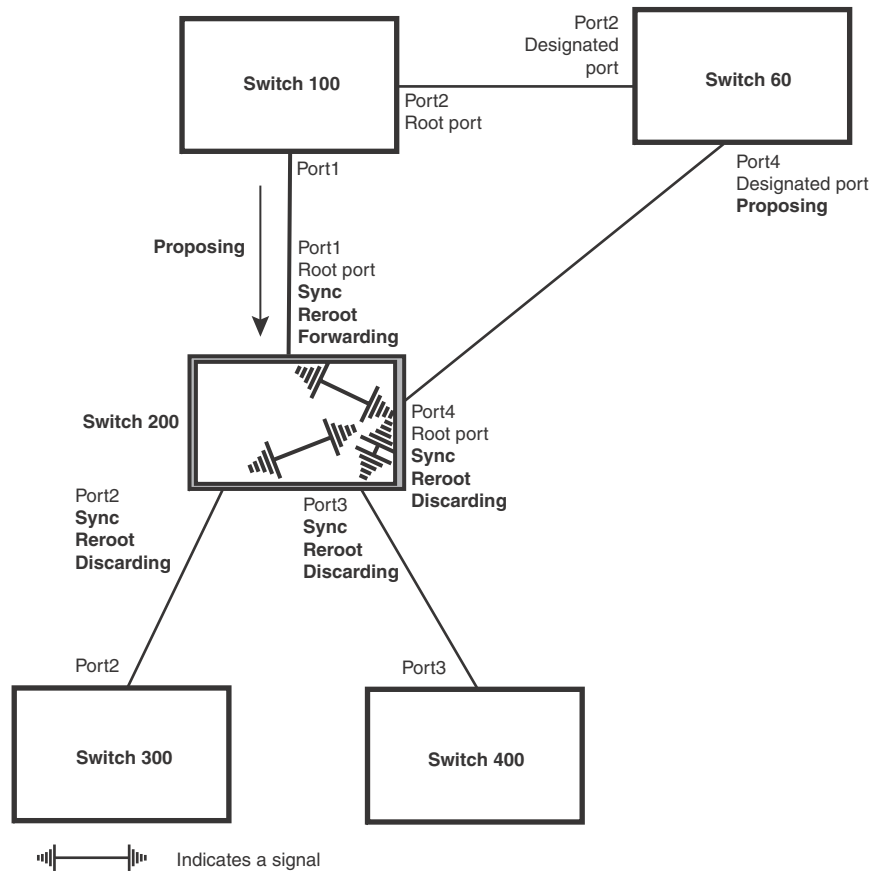 Port2
Designated
port
Switch 100
Switch 60
Port2
Root port
Port1
Port4
Designated port
Proposing
Proposing
Port1
Root port
Sync
Reroot
Forwarding
Switch 200
Port4
Root port
Sync
Reroot
Discarding
Port2
Sync
Reroot
Discarding
Port3
Sync
Reroot
Discarding
Port2
Port3
Switch 300
Switch 400
Indicates a signal